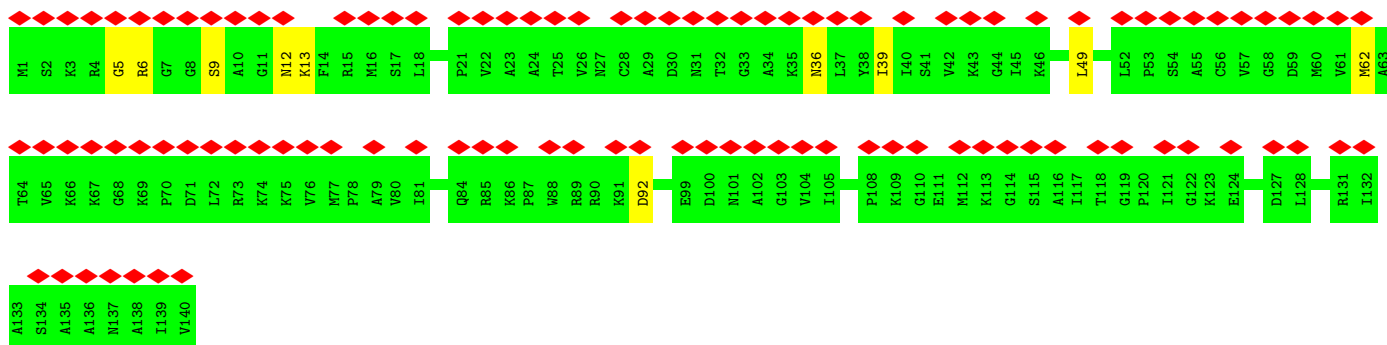 M1 S2 K3 R4 G5 R6 G7 G8 S9 A10 G11 N12 K13 F14 R15 M16 S17 L18 P21 V22 A23 A24 T25 V26 N27 C28 A29 D30 N31 T32 G33 A34 K35 N36 L37 Y38 I39 I40 S41 V42 K43 G44 I45 K46 L49 L52 P53 S54 A55 C56 V57 G58 D59 M60 V61 M62 A63
T64 V65 K66 K67 G68 K69 P70 D71 L72 R73 K74 K75 V76 M77 P78 A79 V80 I81 Q84 R85 K86 P87 W88 R89 R90 K91 D92 E99 D100 N101 A102 G103 V104 I105 P108 K109 G110 E111 M112 K113 G114 S115 A116 I117 T118 G119 P120 I121 G122 K123 E124 D127 L128 R131 I132
A133 S134 A135 A136 N137 A138 I139 V140